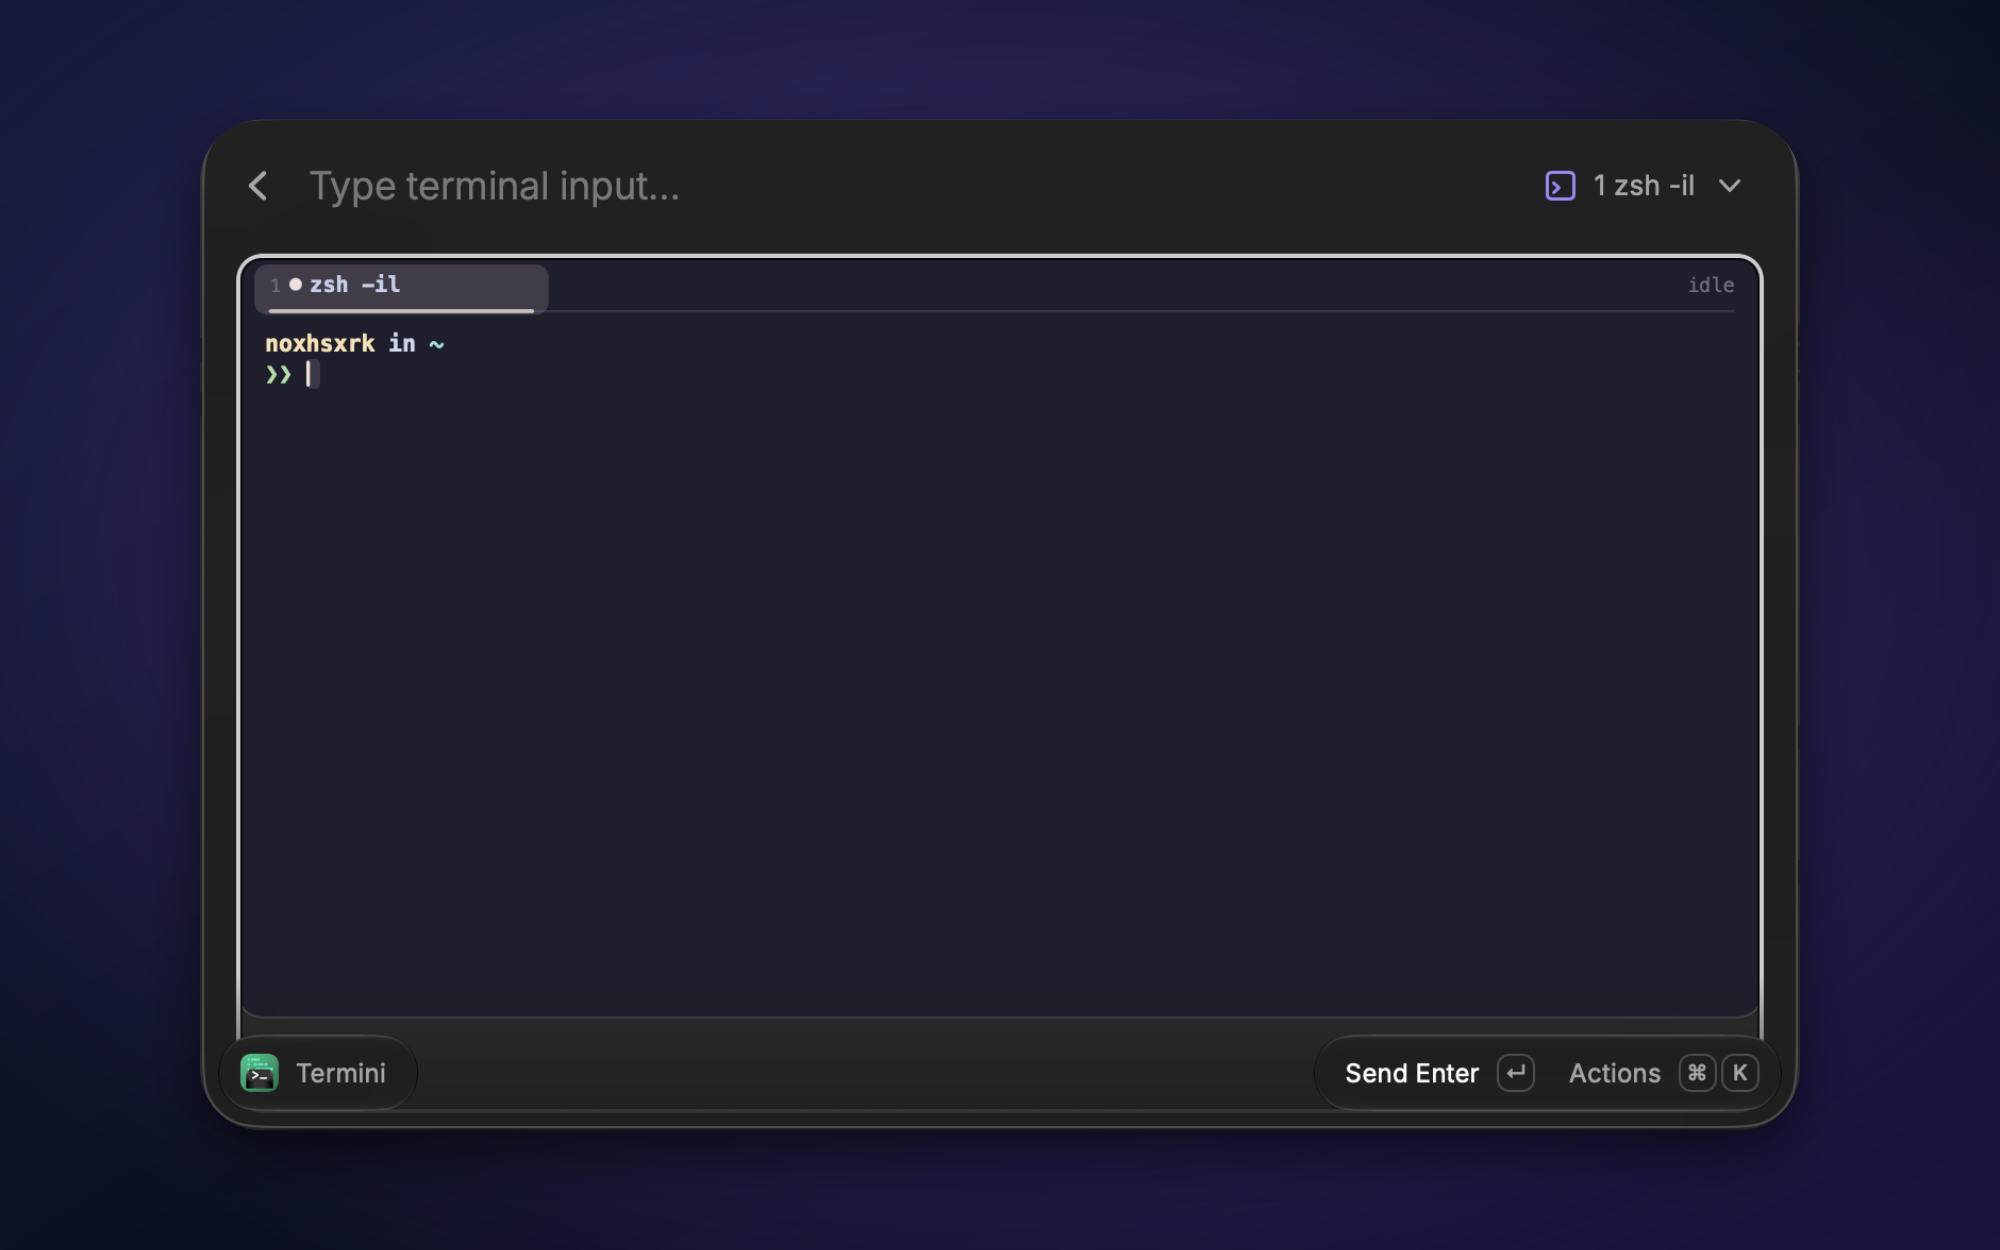 Type terminal input...
1 zsh -il
1 ● zsh -il
idle
noxhsxrk in ~
❯❯
>_
Termini
Send Enter ↵
Actions ⌘ K